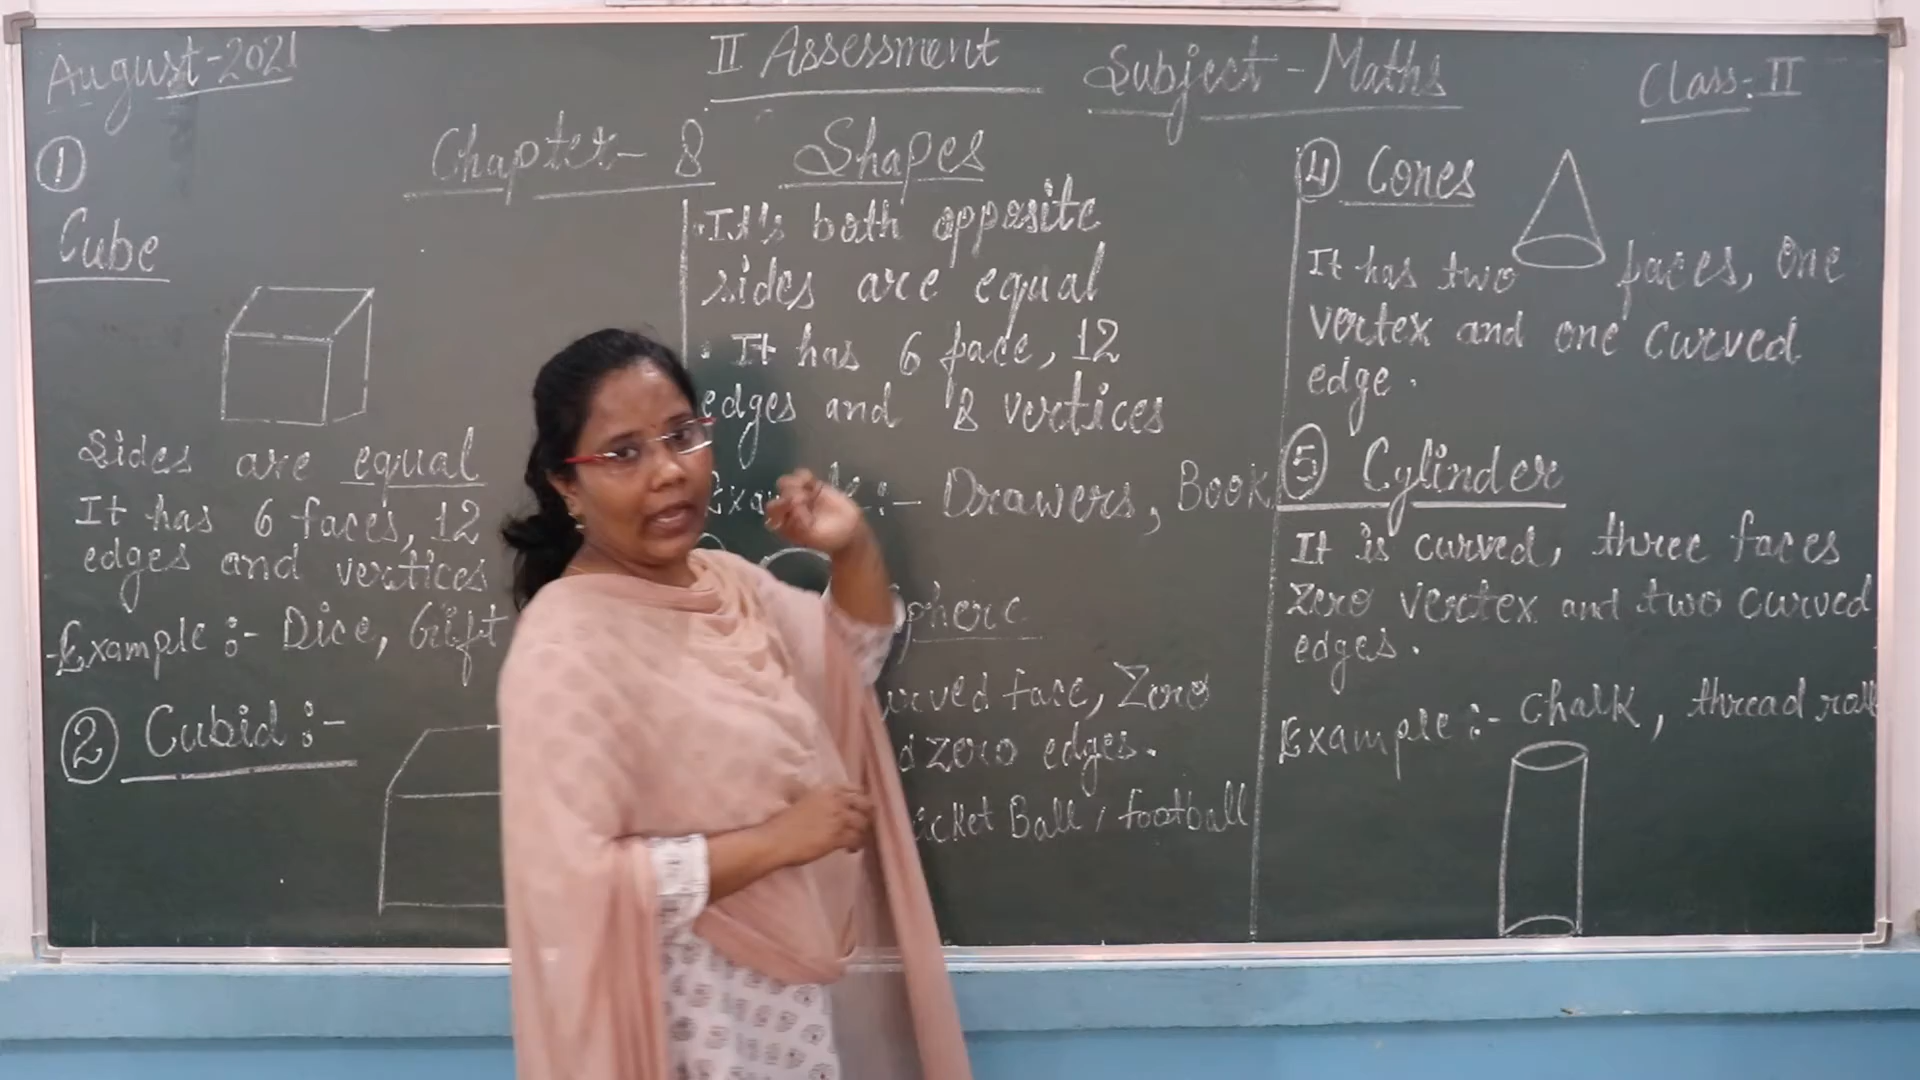 August-2021
II Assessment
Subject - Maths
Class: II
Chapter - 8 Shapes
①
Cube
Sides are equal
It has 6 faces, 12
edges and vertices
Example :- Dice, Gift
② Cubid :-
It's both opposite
sides are equal
It has 6 face, 12
edges and 8 vertices
:- Drawers, Book
face, Zero
zero edges.
Ball, football
④ Cones
It has two faces, One
vertex and one curved
edge.
⑤ Cylinder
It is curved, three faces
Zero vertex and two curved
edges.
Example :- Chalk, thread roll